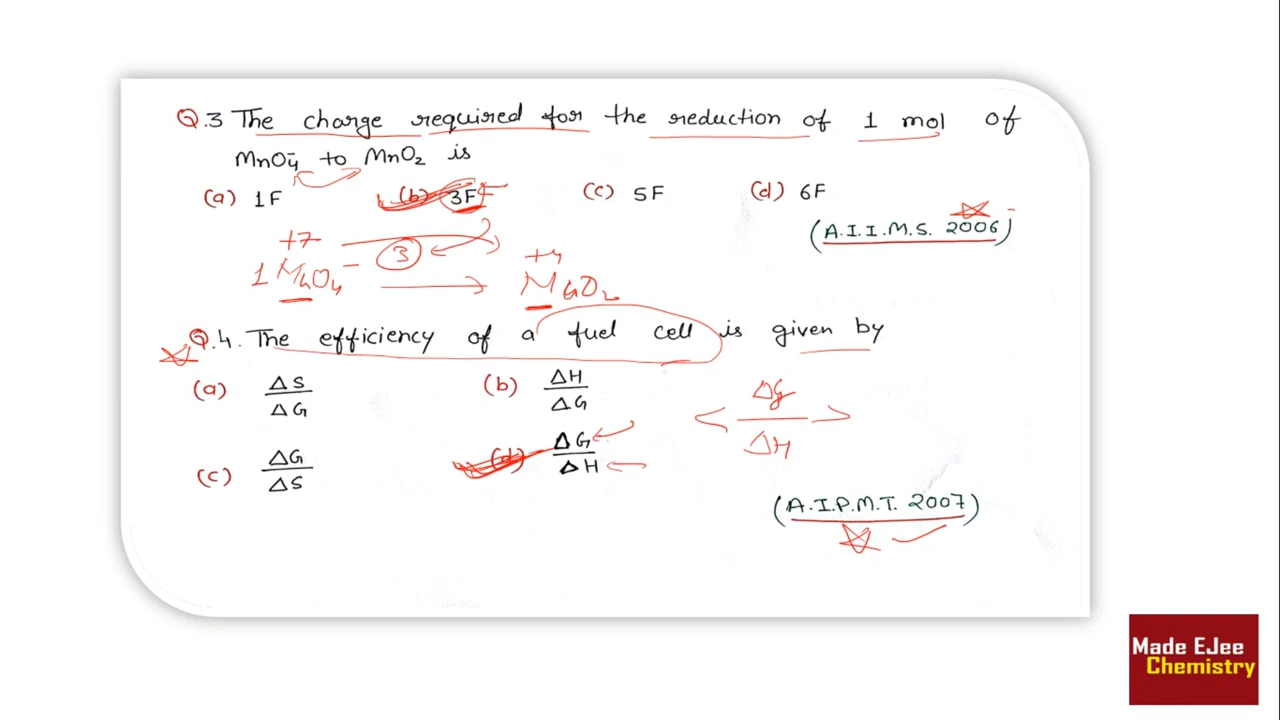 Q.3 The charge required for the reduction of 1 mol of
MnO₄⁻ to MnO₂ is
(a) 1F (b) 3F (c) 5F (d) 6F
(A.I.I.M.S. 2006)
+7 3 +4
1 MnO₄⁻ → MnO₂
Q.4. The efficiency of a fuel cell is given by
(a) ΔS/ΔG (b) ΔH/ΔG
ΔG/ΔH
(c) ΔG/ΔS (d) ΔG/ΔH
(A.I.P.M.T. 2007)
Made EJee
Chemistry